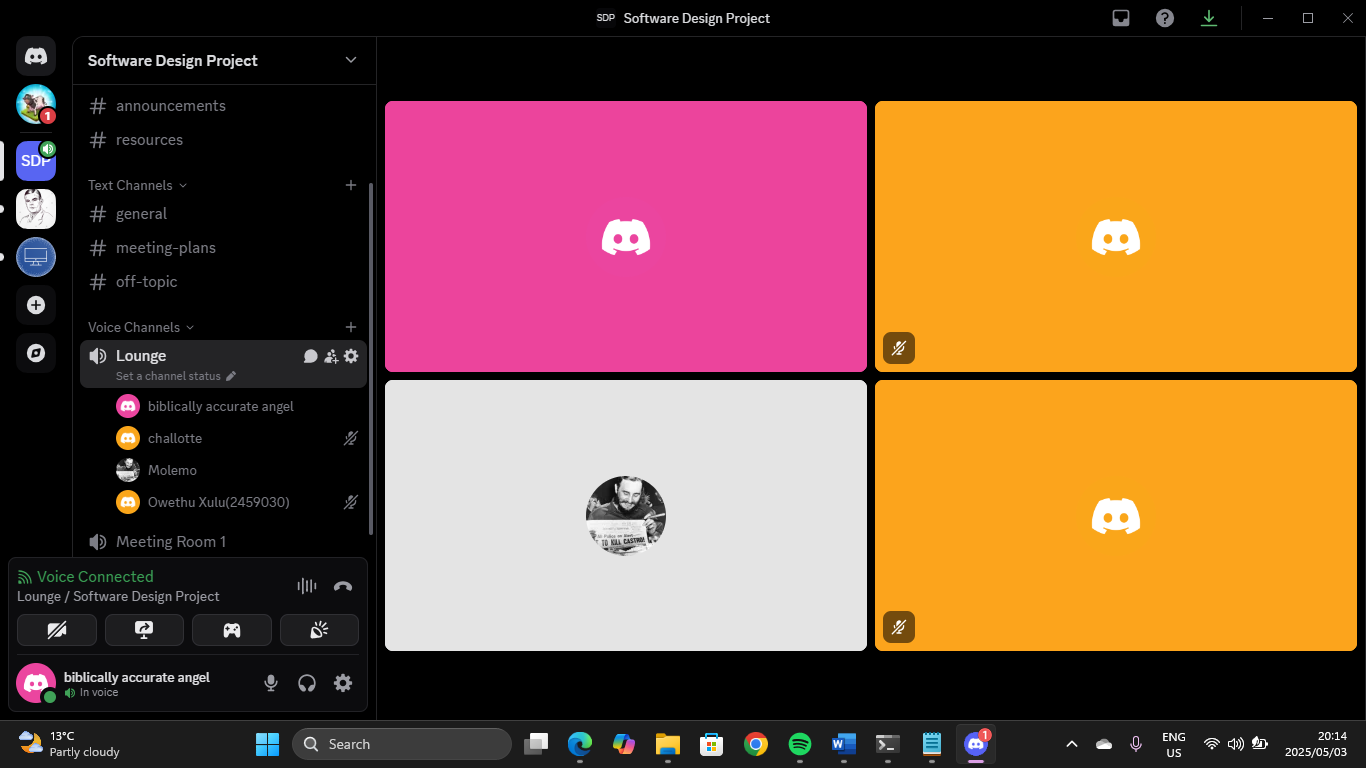 SDP Software Design Project
Software Design Project
1
announcements
resources
SDP
Text Channels
general
meeting-plans
off-topic
Voice Channels
Lounge
Set a channel status
biblically accurate angel
challotte
Molemo
Owethu Xulu(2459030)
Meeting Room 1
TO KILL CASTRO
Voice Connected
Lounge / Software Design Project
biblically accurate angel
In voice
13°C
Partly cloudy
Search
1
ENG
US
20:14
2025/05/03